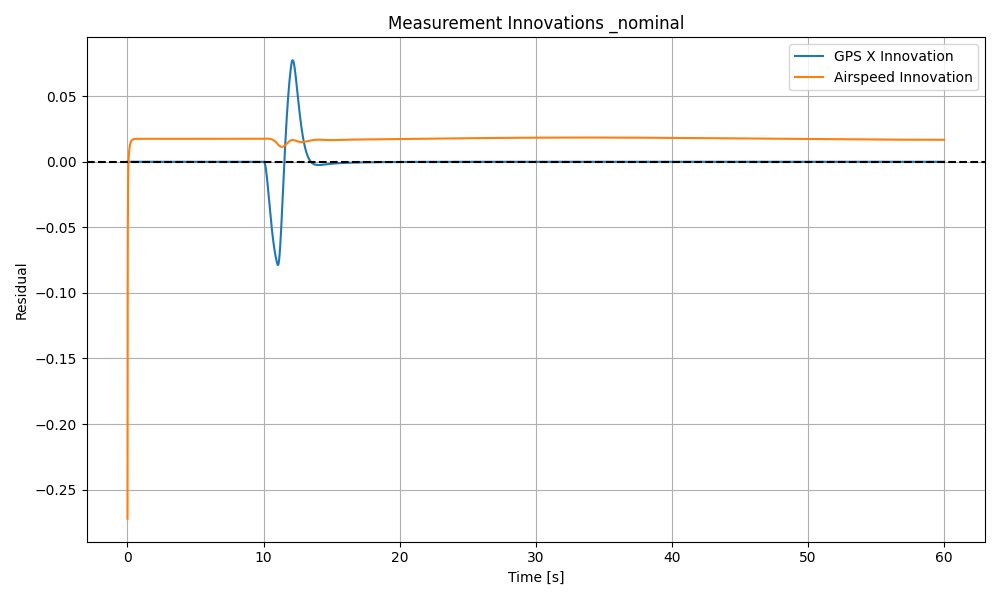 Measurement Innovations _nominal
GPS X Innovation
Airspeed Innovation
0.05
0.00
−0.05
−0.10
−0.15
−0.20
−0.25
Residual
0 10 20 30 40 50 60
Time [s]